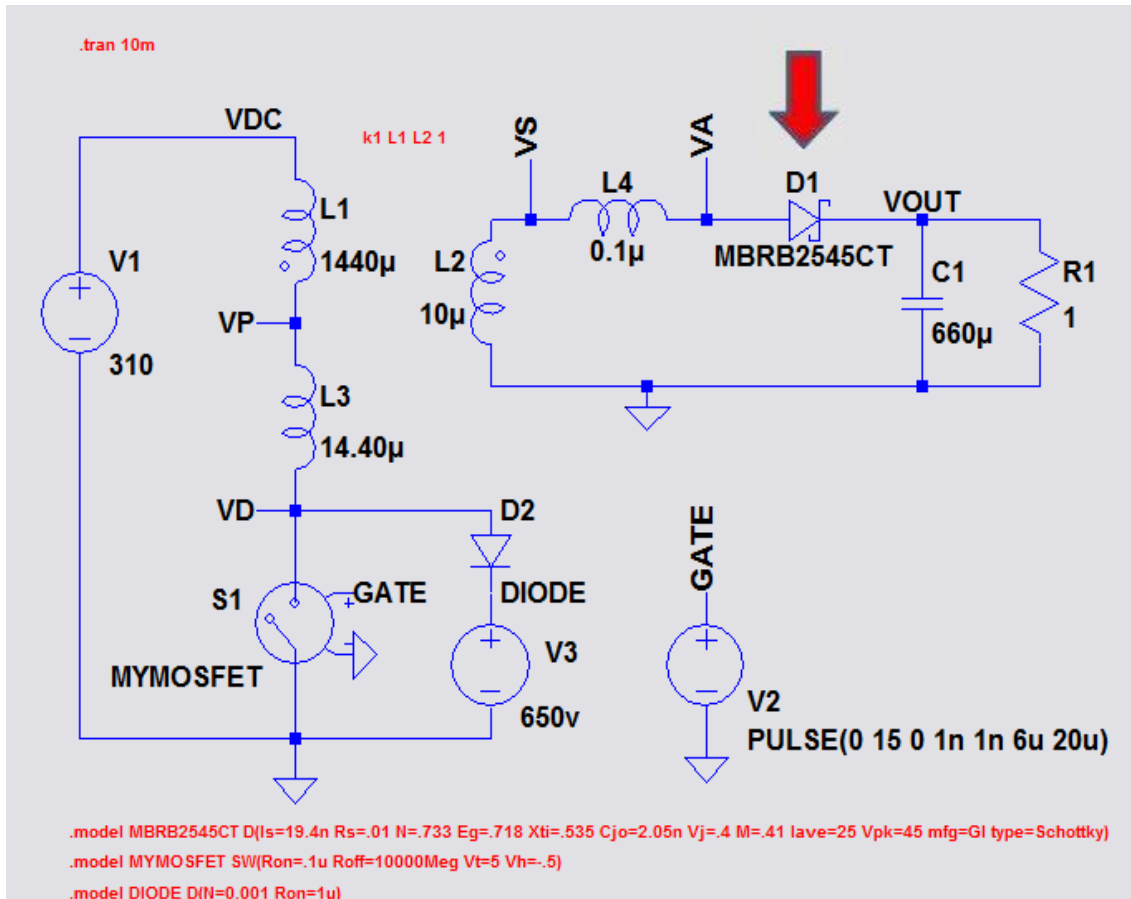 .tran 10m
VDC
k1 L1 L2 1
VS
VA
D1
L1
1440µ
L4
0.1µ
MBRB2545CT
VOUT
V1
310
L2
10µ
C1
660µ
R1
1
VP
L3
14.40µ
VD
D2
GATE
S1
GATE
DIODE
MYMOSFET
V3
650v
V2
PULSE(0 15 0 1n 1n 6u 20u)
.model MBRB2545CT D(Is=19.4n Rs=.01 N=.733 Eg=.718 Xti=.535 Cjo=2.05n Vj=.4 M=.41 Iave=25 Vpk=45 mfg=GI type=Schottky)
.model MYMOSFET SW(Ron=.1u Roff=10000Meg Vt=5 Vh=-.5)
.model DIODE D(N=0.001 Ron=1u)